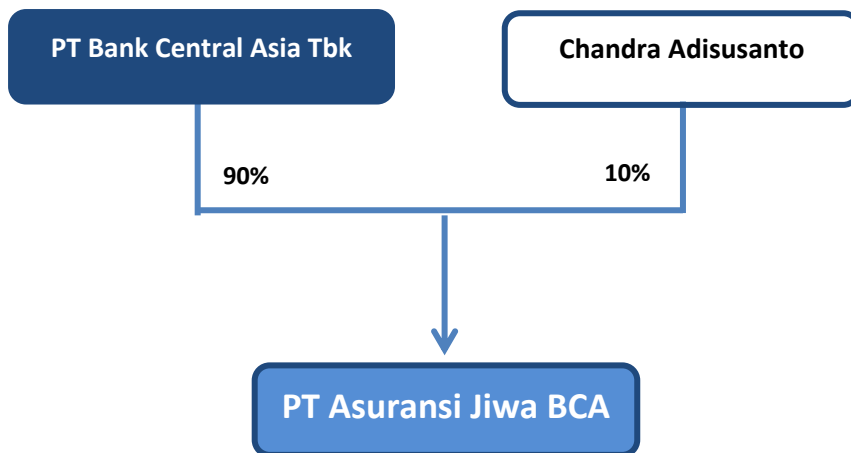 PT Bank Central Asia Tbk
Chandra Adisusanto
90%
10%
PT Asuransi Jiwa BCA